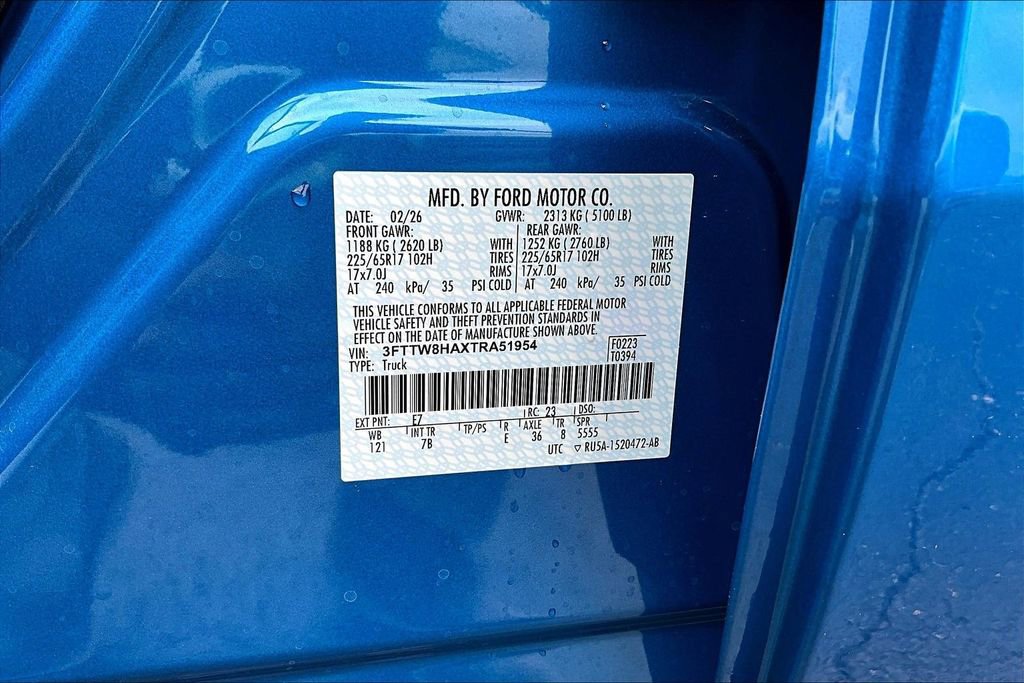 MFD. BY FORD MOTOR CO.
DATE: 02/26 GVWR: 2313 KG ( 5100 LB)
FRONT GAWR: REAR GAWR:
1188 KG ( 2620 LB) WITH 1252 KG ( 2760 LB) WITH
225/65R17 102H TIRES 225/65R17 102H TIRES
17x7.0J RIMS 17x7.0J RIMS
AT 240 kPa/ 35 PSI COLD AT 240 kPa/ 35 PSI COLD
THIS VEHICLE CONFORMS TO ALL APPLICABLE FEDERAL MOTOR
VEHICLE SAFETY AND THEFT PREVENTION STANDARDS IN
EFFECT ON THE DATE OF MANUFACTURE SHOWN ABOVE.
VIN: 3FTTW8HAXTRA51954 F0223
TYPE: Truck T0394
EXT PNT: E7 RC: 23 DSO:
WB INT TR TP/PS R AXLE TR SPR
121 7B E 36 8 5555
UTC ▽ RU5A-1520472-AB